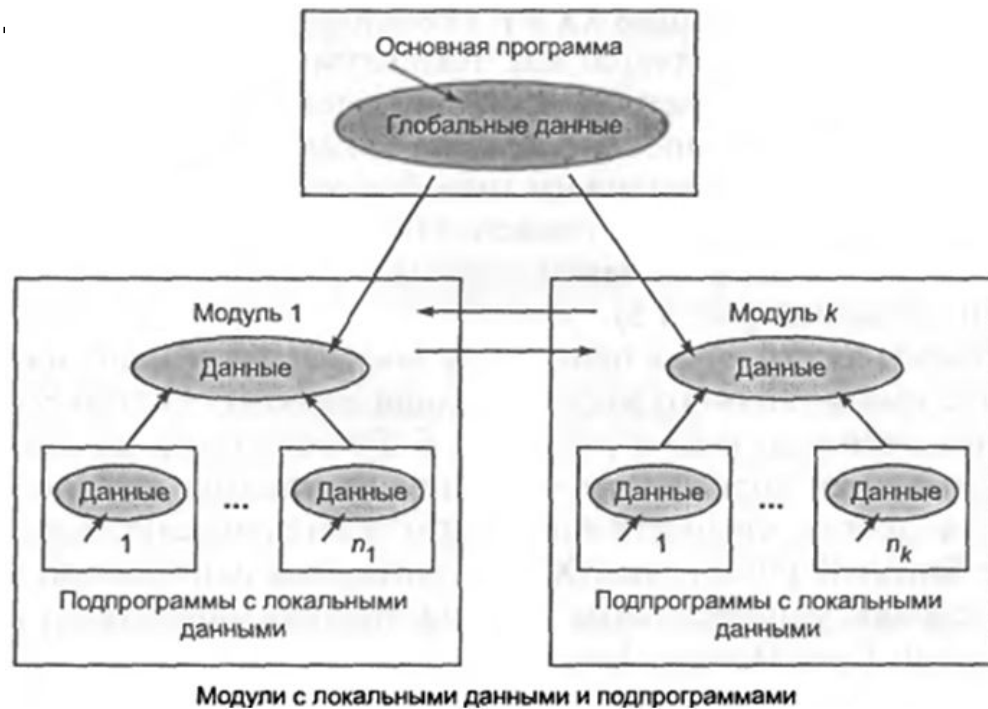 Основная программа
Глобальные данные
Модуль 1
Данные
Данные
...
Данные
1
n1
Подпрограммы с локальными
данными
Модуль k
Данные
Данные
...
Данные
1
nk
Подпрограммы с локальными
данными
Модули с локальными данными и подпрограммами